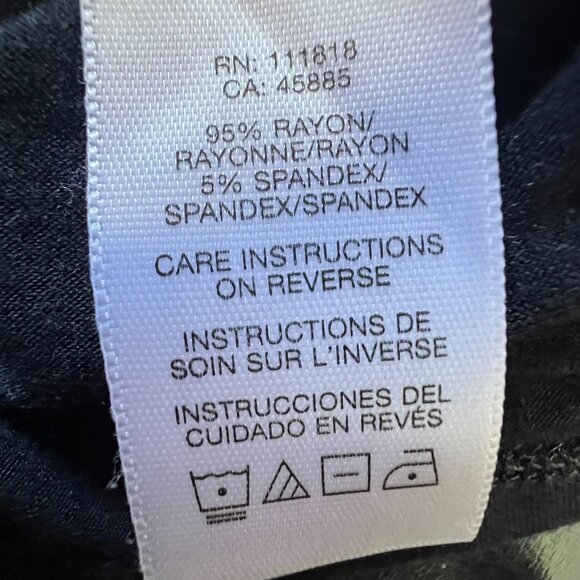 RN: 111818
CA: 45885
95% RAYON/
RAYONNE/RAYON
5% SPANDEX/
SPANDEX/SPANDEX
CARE INSTRUCTIONS
ON REVERSE
INSTRUCTIONS DE
SOIN SUR L'INVERSE
INSTRUCCIONES DEL
CUIDADO EN REVÉS